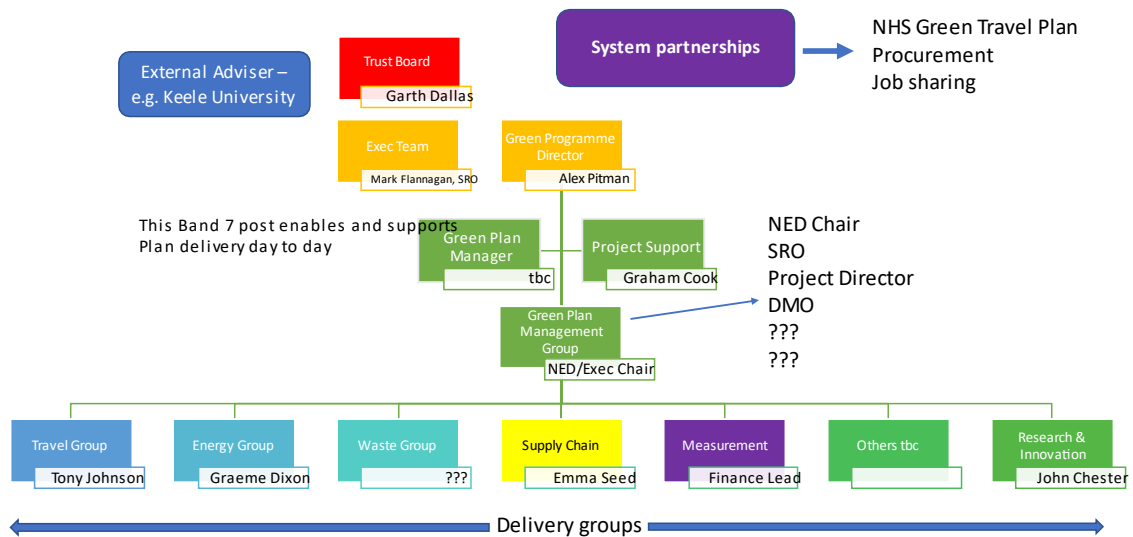 External Adviser –
e.g. Keele University
Trust Board
Garth Dallas
System partnerships
NHS Green Travel Plan
Procurement
Job sharing
Exec Team
Mark Flannagan, SRO
Green Programme
Director
Alex Pitman
This Band 7 post enables and supports
Plan delivery day to day
Green Plan
Manager
tbc
Project Support
Graham Cook
NED Chair
SRO
Project Director
DMO
???
???
Green Plan
Management
Group
NED/Exec Chair
Travel Group
Tony Johnson
Energy Group
Graeme Dixon
Waste Group
???
Supply Chain
Emma Seed
Measurement
Finance Lead
Others tbc
Research &
Innovation
John Chester
Delivery groups